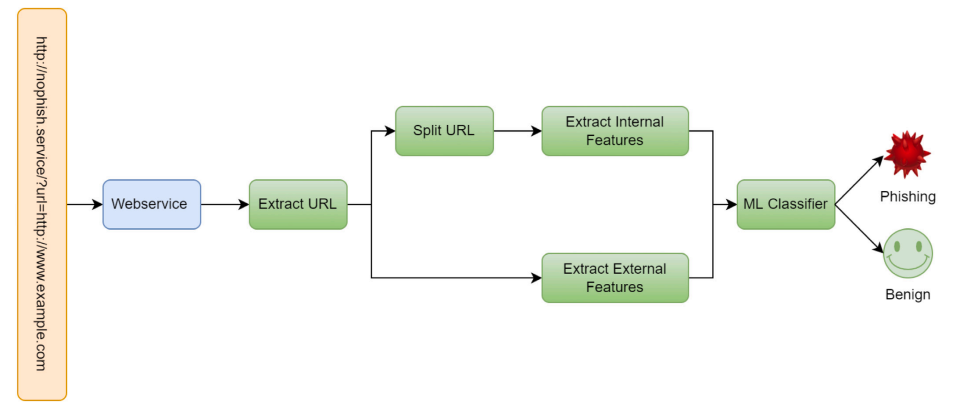 http://nophish.service/?url=http://www.example.com
Webservice
Extract URL
Split URL
Extract Internal
Features
Extract External
Features
ML Classifier
Phishing
Benign